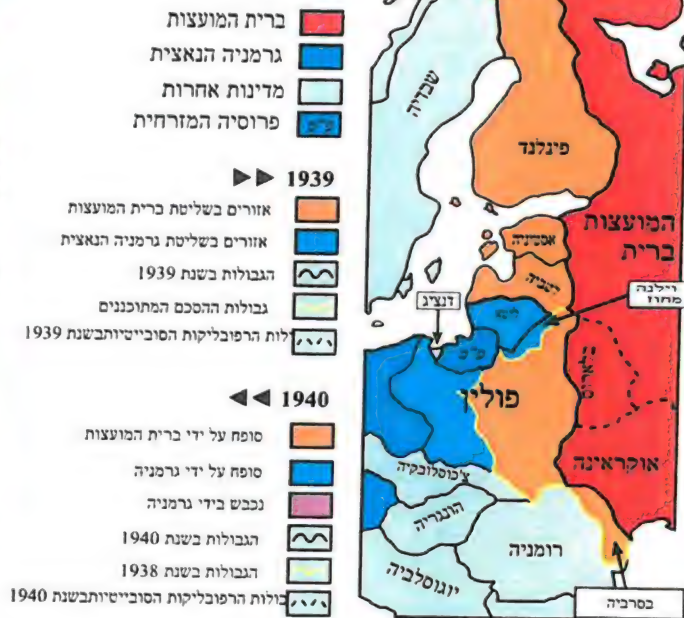 ברית המועצות
גרמניה הנאצית
מדינות אחרות
פרוסיה המזרחית
פ"מ
1939
אזורים בשליטת ברית המועצות
אזורים בשליטת גרמניה הנאצית
הגבולות בשנת 1939
גבולות ההסכם המתוכננים
ולות הרפובליקות הסובייטיותבשנת 1939
1940
סופח על ידי ברית המועצות
סופח על ידי גרמניה
נכבש בידי גרמניה
הגבולות בשנת 1940
הגבולות בשנת 1938
בולות הרפובליקות הסובייטיותבשנת 1940
שבדיה
פינלנד
המועצות
ברית
אסטוניה
לטביה
וילנה
מחוז
דנציג
ליטא
פ"מ
פולין
אוקראינה
צ'כוסלובקיה
הונגריה
רומניה
יוגוסלביה
בסרביה